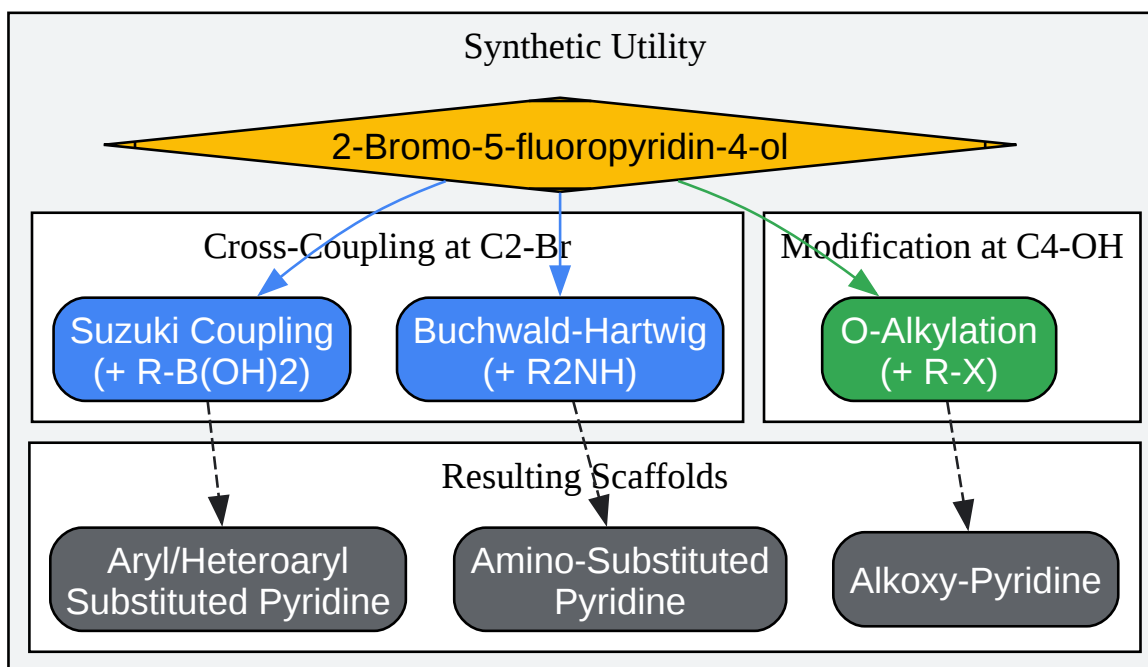 Synthetic Utility
2-Bromo-5-fluoropyridin-4-ol
Cross-Coupling at C2-Br
Modification at C4-OH
Suzuki Coupling
(+ R-B(OH)2)
Buchwald-Hartwig
(+ R2NH)
O-Alkylation
(+ R-X)
Resulting Scaffolds
Aryl/Heteroaryl
Substituted Pyridine
Amino-Substituted
Pyridine
Alkoxy-Pyridine